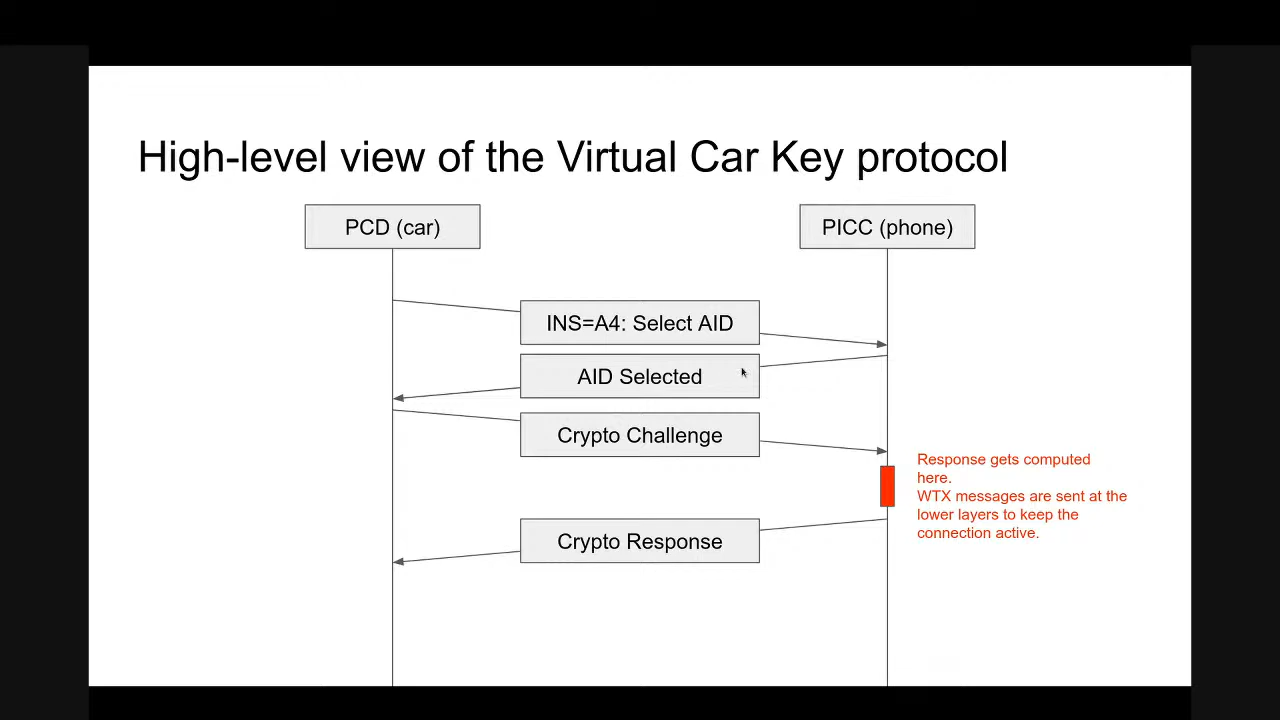 High-level view of the Virtual Car Key protocol
PCD (car)
PICC (phone)
INS=A4: Select AID
AID Selected
Crypto Challenge
Response gets computed
here.
WTX messages are sent at the
lower layers to keep the
connection active.
Crypto Response